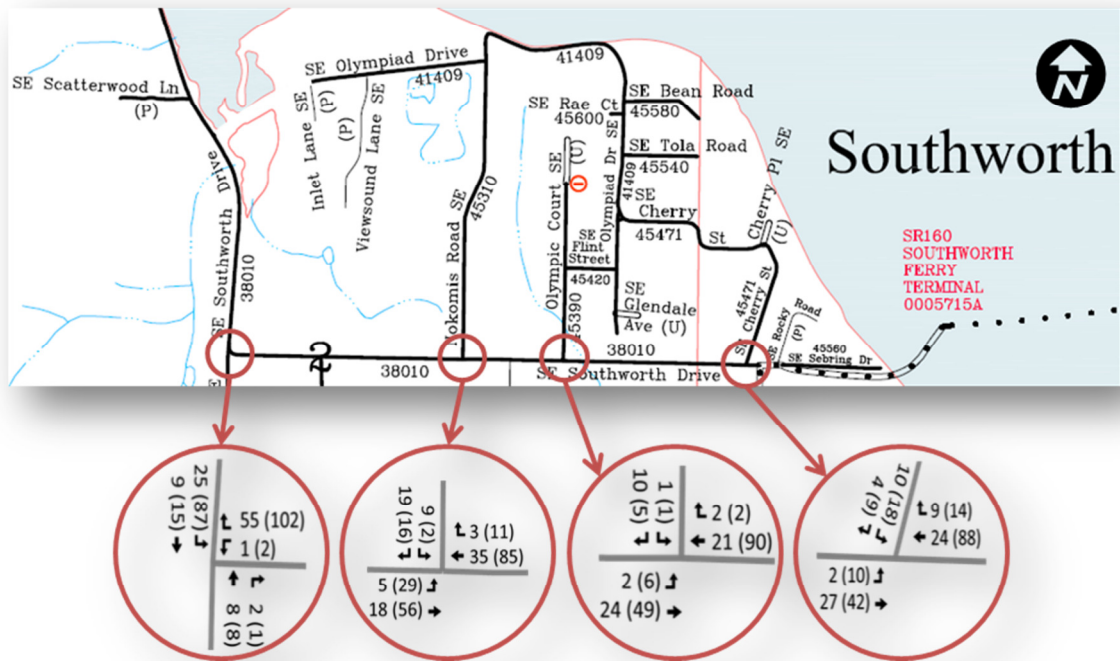 SE Scatterwood Ln
(P)
SE Southworth Drive
38010
SE Olympiad Drive
41409
Inlet Lane SE
(P)
Viewsound Lane SE
(P)
Nokomis Road SE
45310
41409
SE Rae Ct
45600
Olympic Court SE
(U)
45390
Olympiad Dr SE
41409
SE Bean Road
45580
SE Tola Road
45540
SE Cherry St
45471
Cherry Pl SE
(U)
SE
Flint
Street
45420
SE
Glendale
Ave (U)
SE Cherry St
45471
SE Rocky Road
(P)
45560
SE Sebring Dr
38010
38010
SE Southworth Drive
N
Southworth
SR160
SOUTHWORTH
FERRY
TERMINAL
0005715A
9 (15)
25 (87)
55 (102)
1 (2)
8 (8)
2 (1)
19 (16)
9 (2)
3 (11)
35 (85)
5 (29)
18 (56)
10 (5)
1 (1)
2 (2)
21 (90)
2 (6)
24 (49)
4 (9)
10 (18)
9 (14)
24 (88)
2 (10)
27 (42)